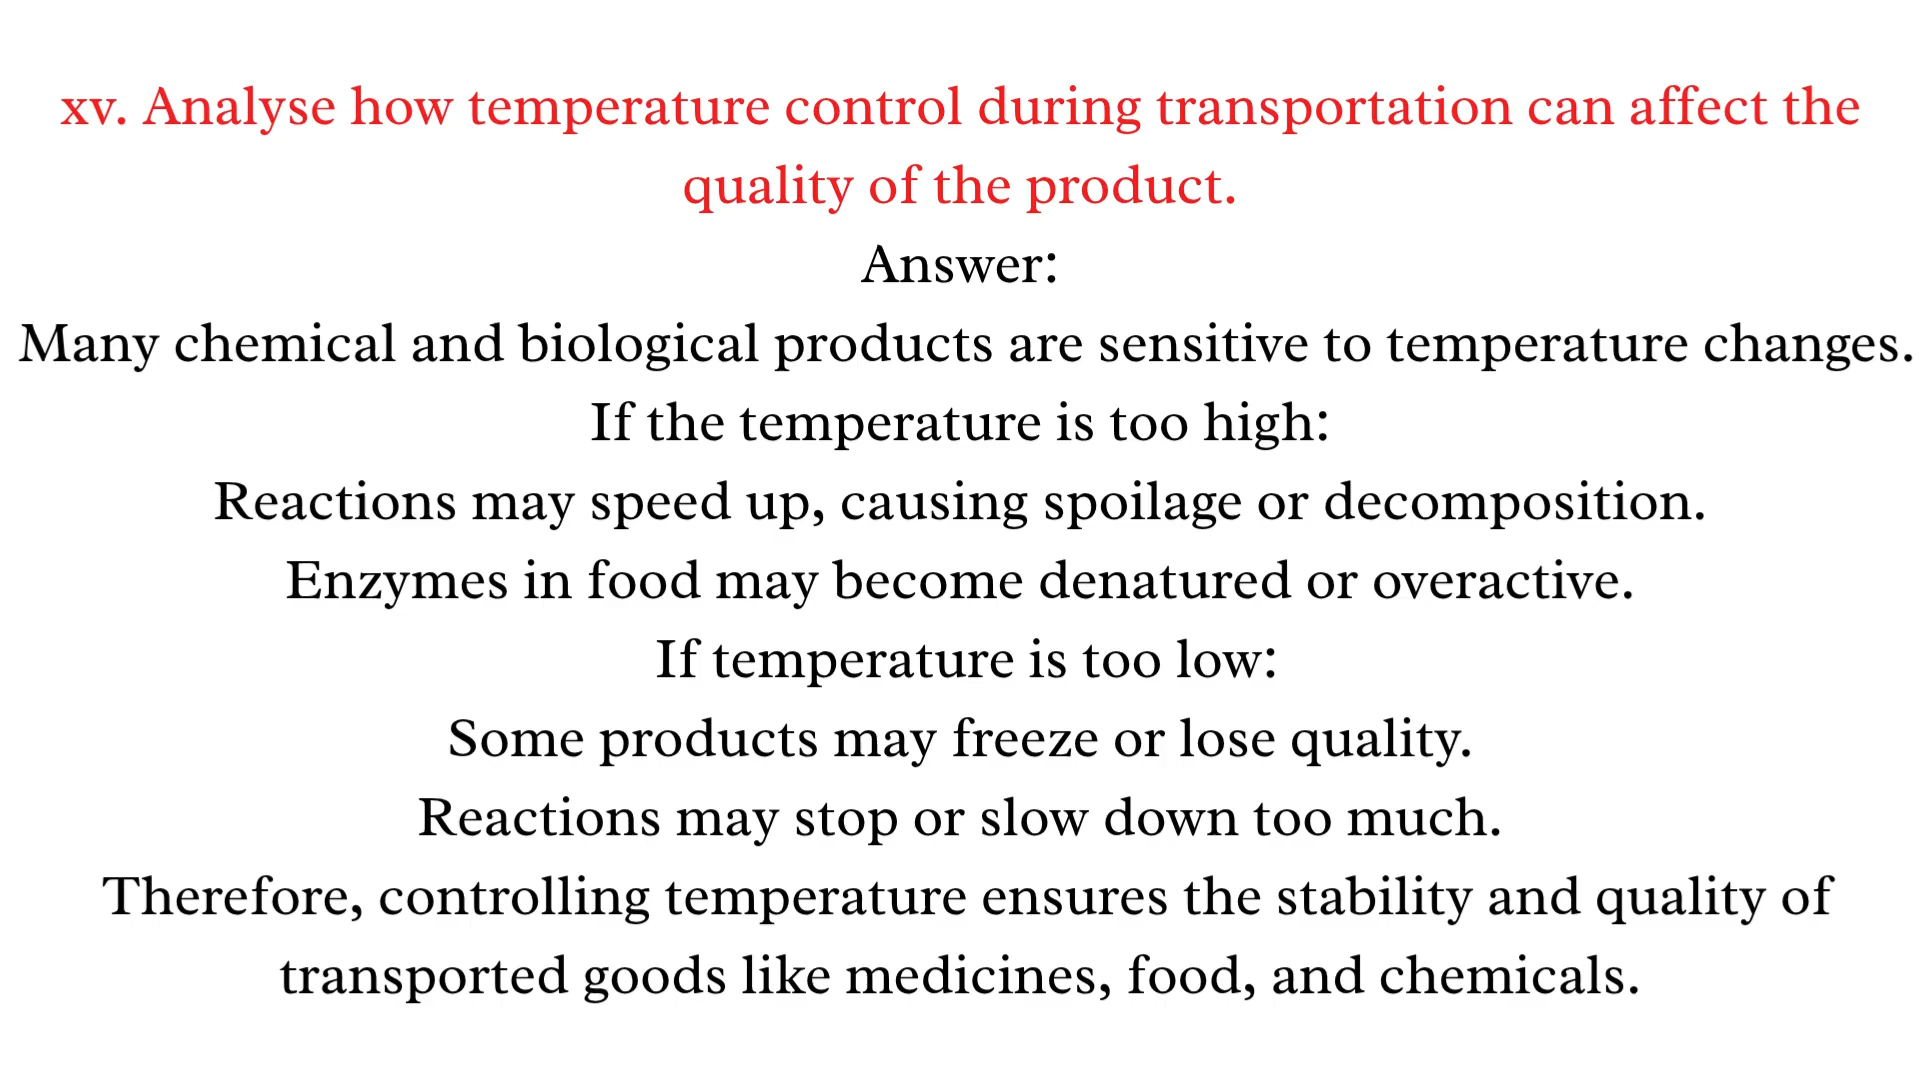 xv. Analyse how temperature control during transportation can affect the
quality of the product.
Answer:
Many chemical and biological products are sensitive to temperature changes.
If the temperature is too high:
Reactions may speed up, causing spoilage or decomposition.
Enzymes in food may become denatured or overactive.
If temperature is too low:
Some products may freeze or lose quality.
Reactions may stop or slow down too much.
Therefore, controlling temperature ensures the stability and quality of
transported goods like medicines, food, and chemicals.